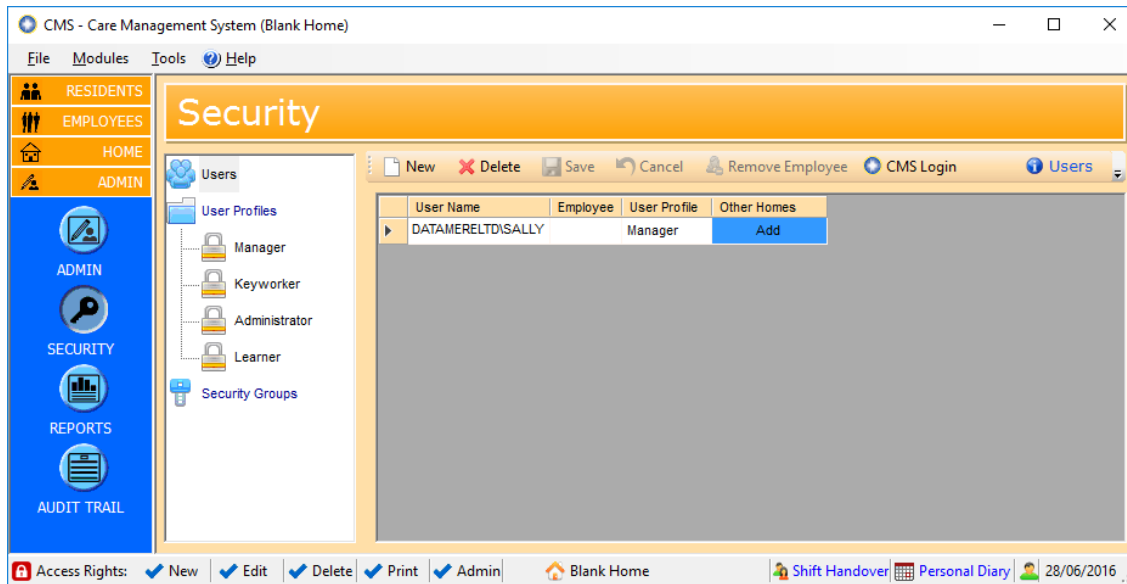 CMS - Care Management System (Blank Home)
File Modules Tools Help
RESIDENTS
EMPLOYEES
HOME
ADMIN
ADMIN
SECURITY
REPORTS
AUDIT TRAIL
Security
Users
User Profiles
Manager
Keyworker
Administrator
Learner
Security Groups
New Delete Save Cancel Remove Employee CMS Login Users
User Name Employee User Profile Other Homes
DATAMERELTD\SALLY Manager Add
Access Rights: New Edit Delete Print Admin Blank Home Shift Handover Personal Diary 28/06/2016